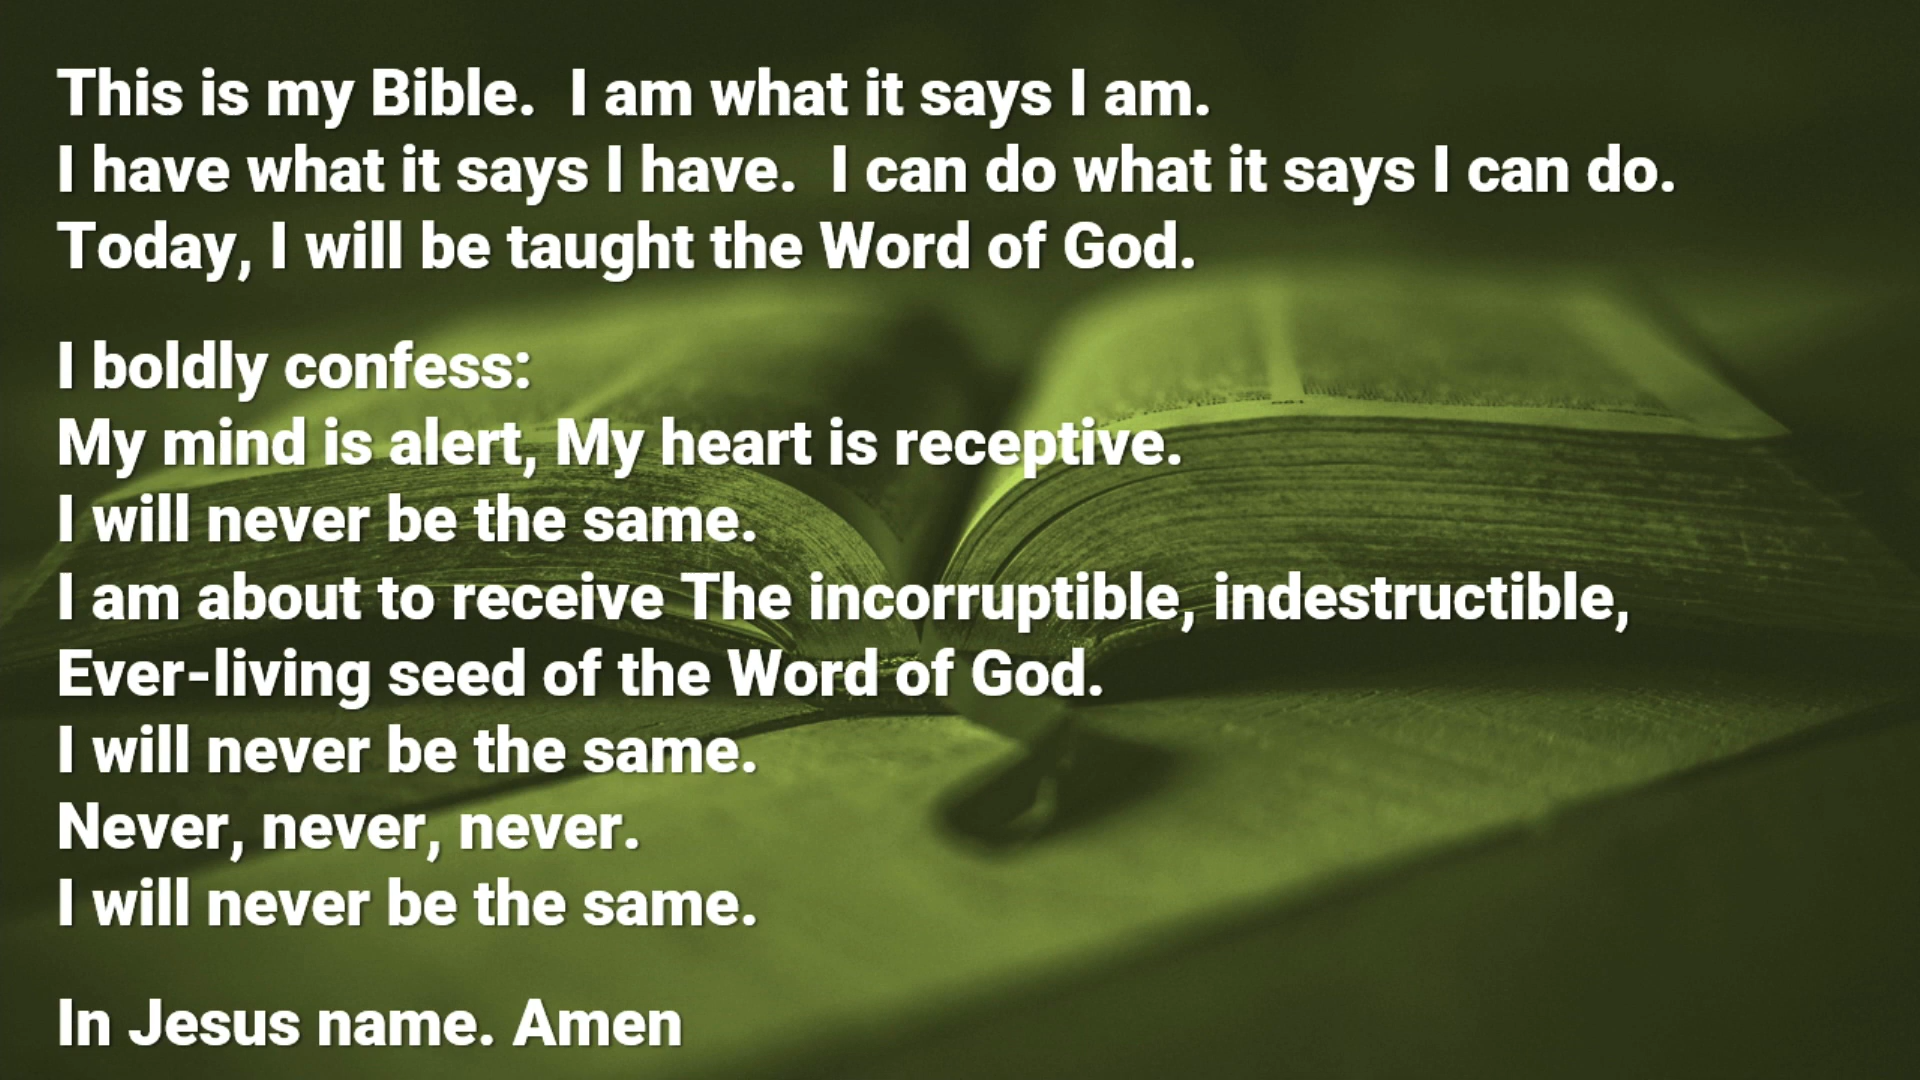 This is my Bible.  I am what it says I am.
I have what it says I have.  I can do what it says I can do.
Today, I will be taught the Word of God.
I boldly confess:
My mind is alert, My heart is receptive.
I will never be the same.
I am about to receive The incorruptible, indestructible,
Ever-living seed of the Word of God.
I will never be the same.
Never, never, never.
I will never be the same.
In Jesus name. Amen